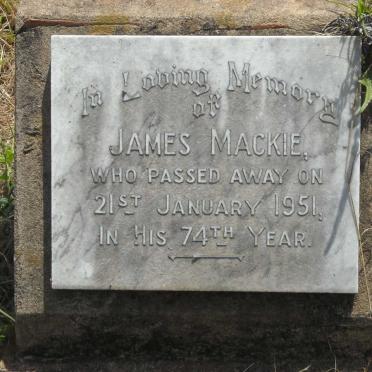 In Loving Memory
of
JAMES MACKIE,
WHO PASSED AWAY ON
21ST JANUARY 1951,
IN HIS 74TH YEAR.